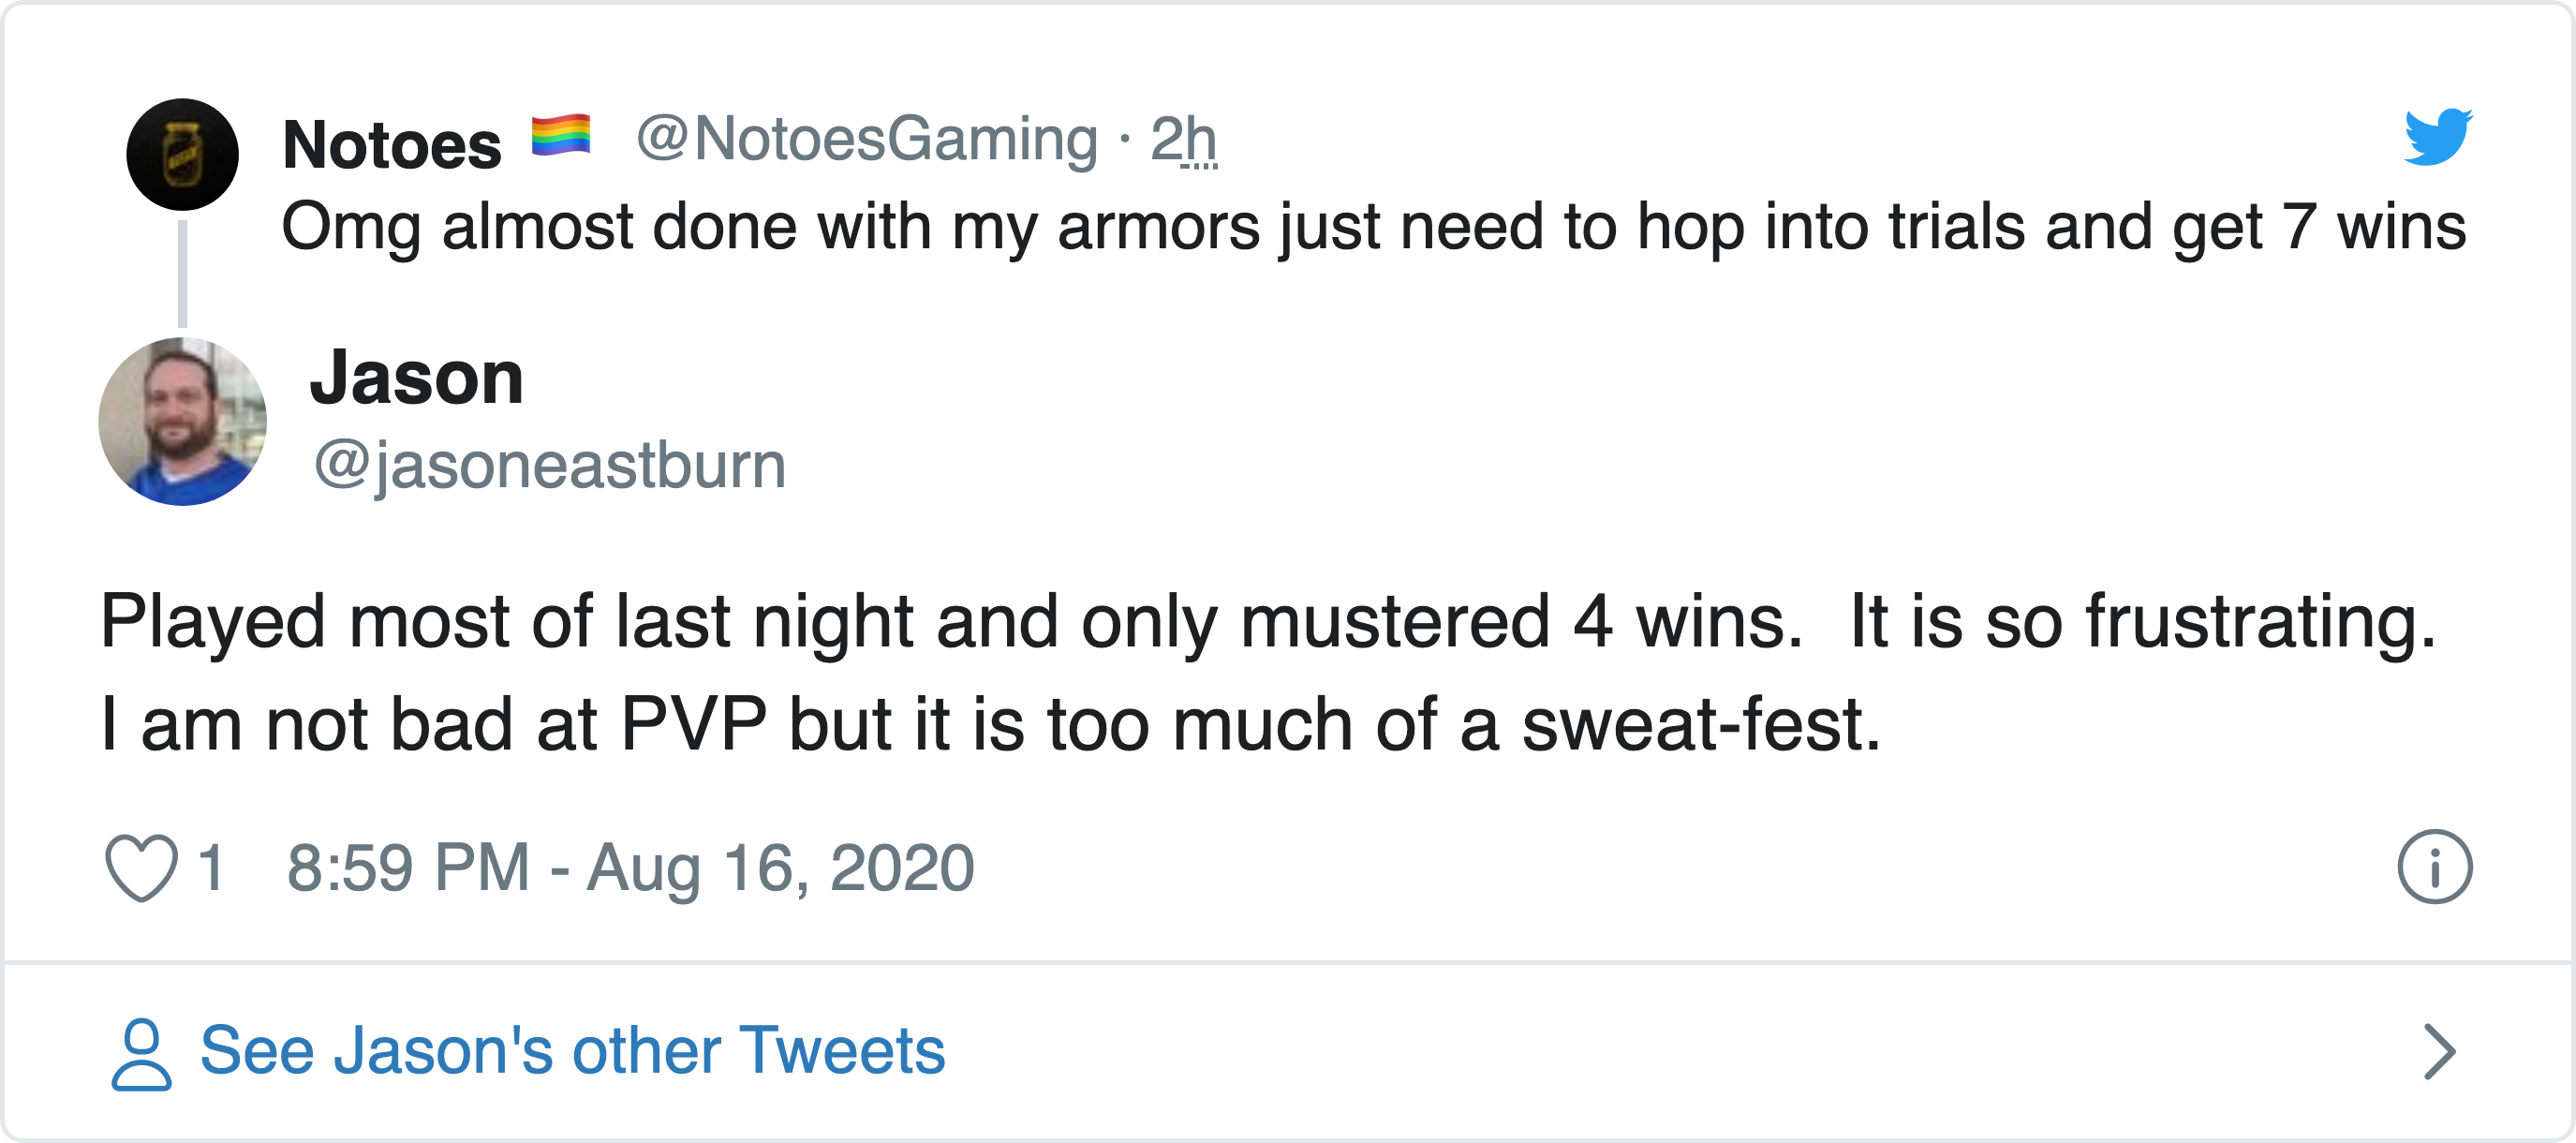 Notoes 🏳️‍🌈 @NotoesGaming · 2h
Omg almost done with my armors just need to hop into trials and get 7 wins
Jason
@jasoneastburn
Played most of last night and only mustered 4 wins.  It is so frustrating.
I am not bad at PVP but it is too much of a sweat-fest.
1 8:59 PM - Aug 16, 2020
See Jason's other Tweets